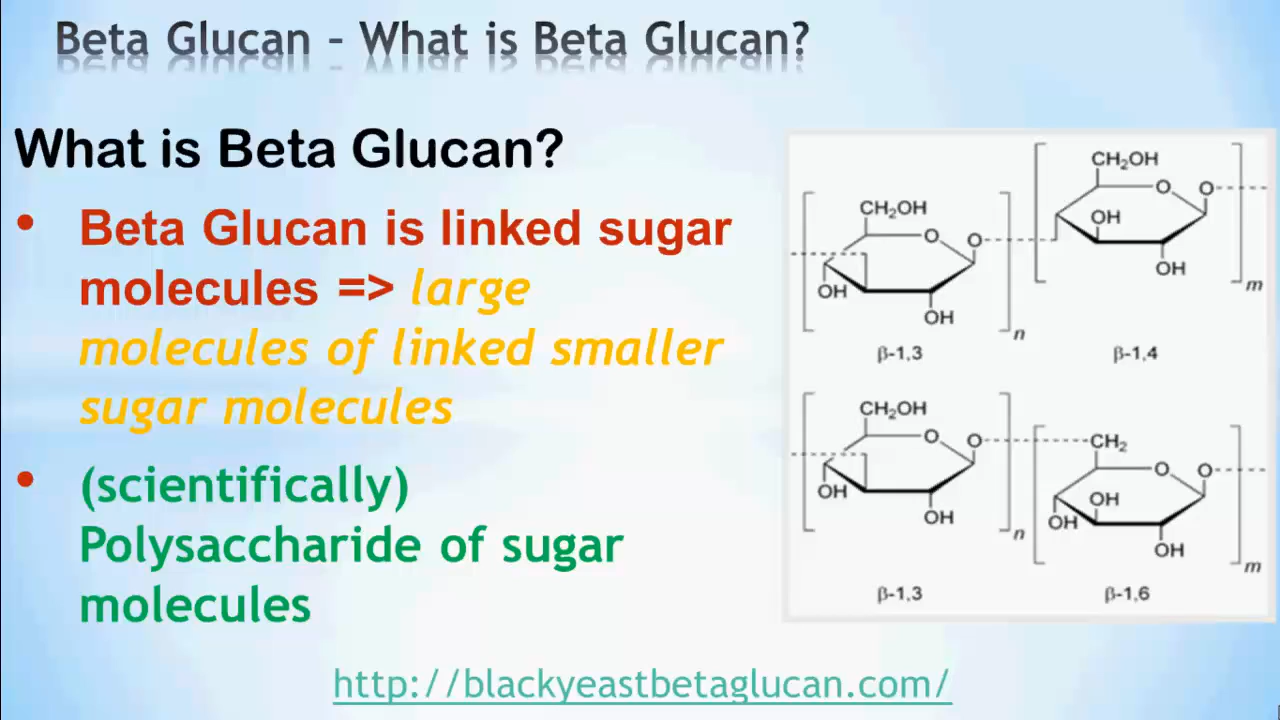 Beta Glucan – What is Beta Glucan?
What is Beta Glucan?
• Beta Glucan is linked sugar
molecules => large
molecules of linked smaller
sugar molecules
• (scientifically)
Polysaccharide of sugar
molecules
CH₂OH
O
O
OH
OH
n
β-1,3
CH₂OH
O
O
OH
OH
m
β-1,4
CH₂OH
O
O
OH
OH
n
β-1,3
CH₂
O
O
OH
OH
OH
m
β-1,6
http://blackyeastbetaglucan.com/